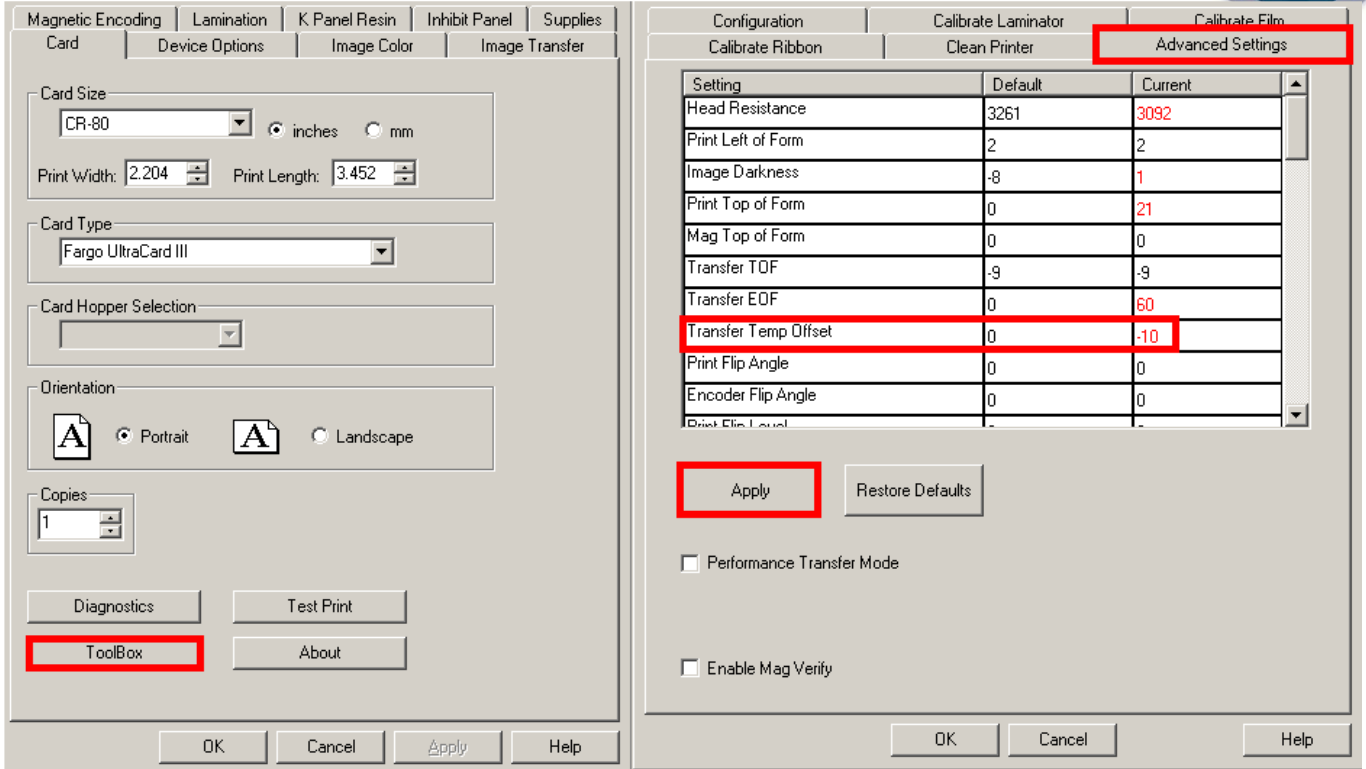 Magnetic Encoding Lamination K Panel Resin Inhibit Panel Supplies
Card Device Options Image Color Image Transfer
Card Size
CR-80 inches mm
Print Width: 2.204 Print Length: 3.452
Card Type
Fargo UltraCard III
Card Hopper Selection
Orientation
A Portrait A Landscape
Copies
1
Diagnostics Test Print
ToolBox About
OK Cancel Apply Help
Configuration Calibrate Laminator Calibrate Film
Calibrate Ribbon Clean Printer Advanced Settings
Setting Default Current
Head Resistance 3261 3092
Print Left of Form 2 2
Image Darkness -8 1
Print Top of Form 0 21
Mag Top of Form 0 0
Transfer TOF -9 -9
Transfer EOF 0 60
Transfer Temp Offset 0 -10
Print Flip Angle 0 0
Encoder Flip Angle 0 0
Print Flip Level
Apply Restore Defaults
Performance Transfer Mode
Enable Mag Verify
OK Cancel Help